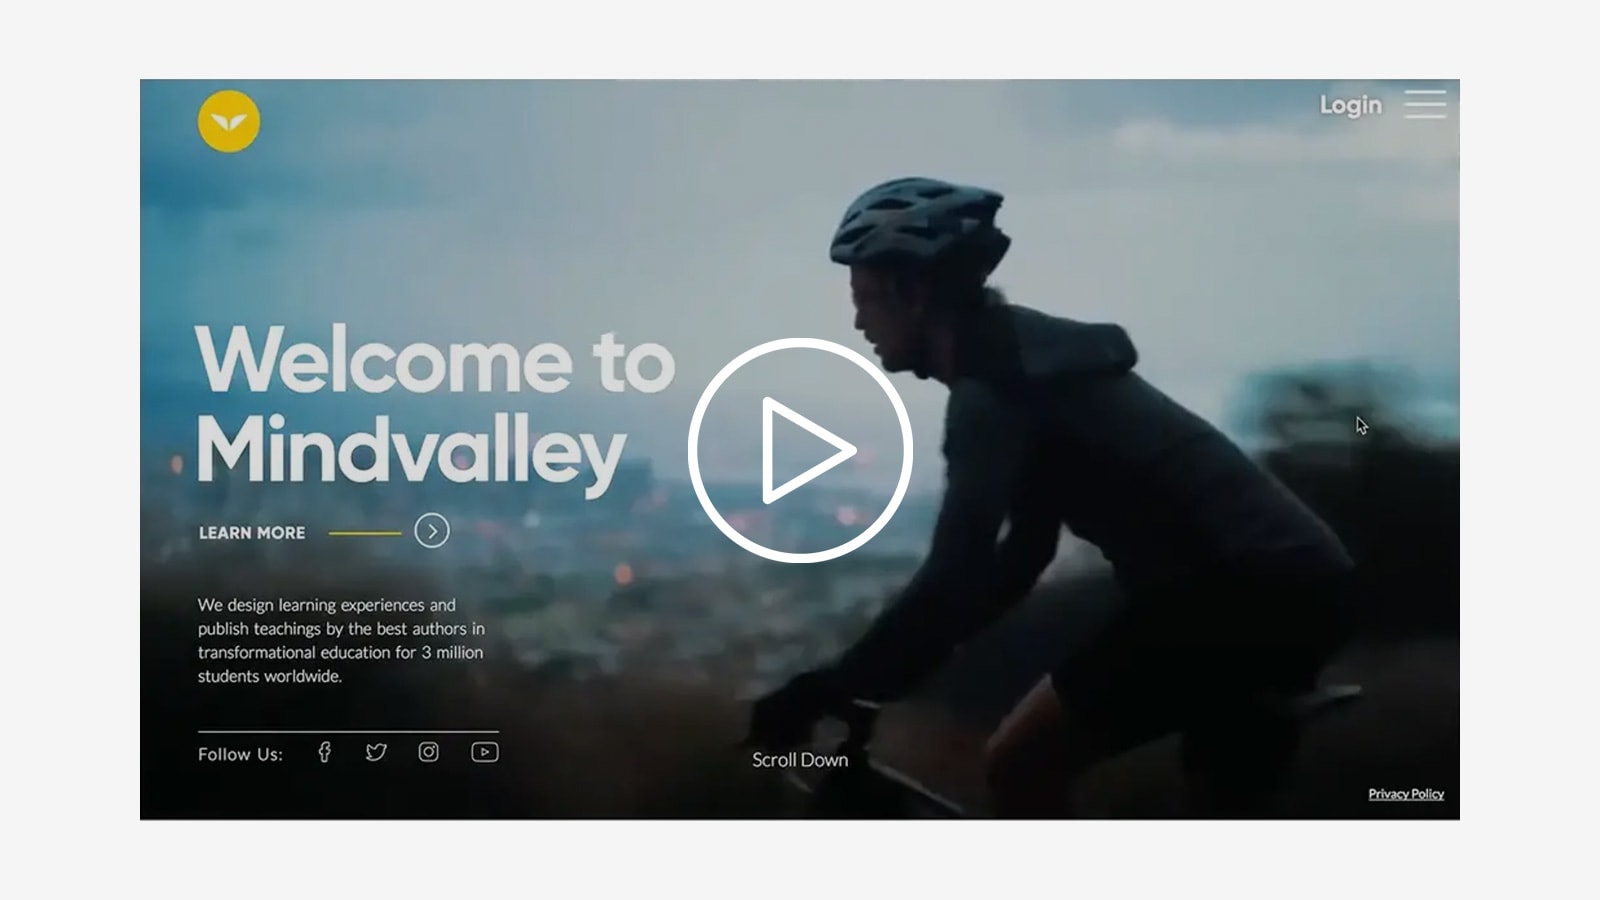 Login
Welcome to
Mindvalley
LEARN MORE
We design learning experiences and
publish teachings by the best authors in
transformational education for 3 million
students worldwide.
Follow Us:
Scroll Down
Privacy Policy